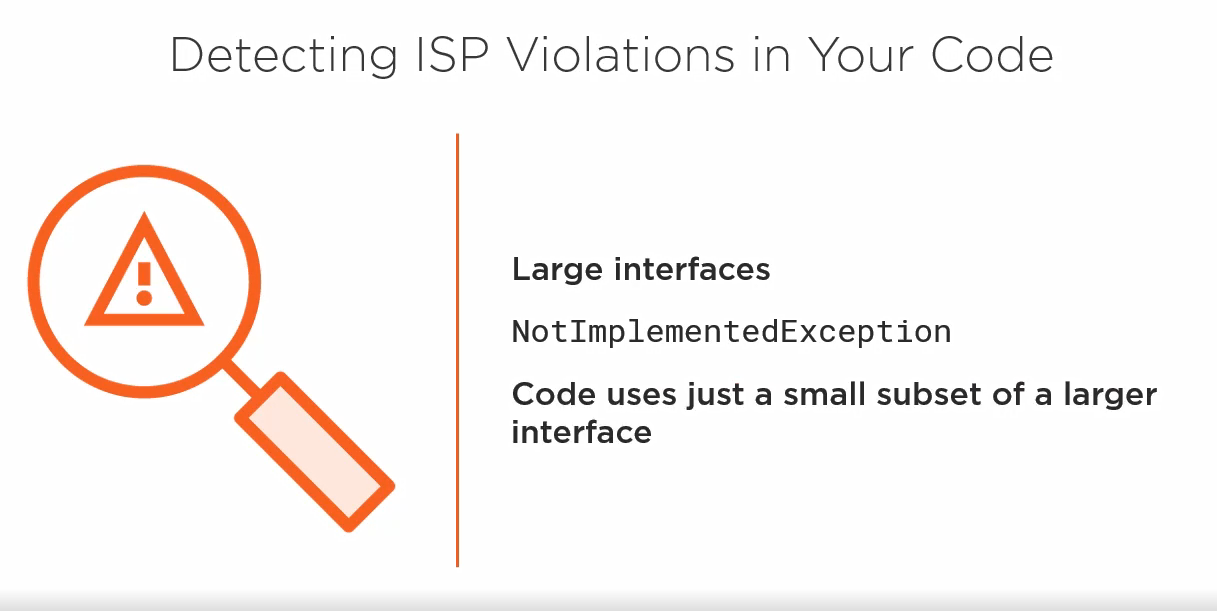 Detecting ISP Violations in Your Code
Large interfaces
NotImplementedException
Code uses just a small subset of a larger
interface